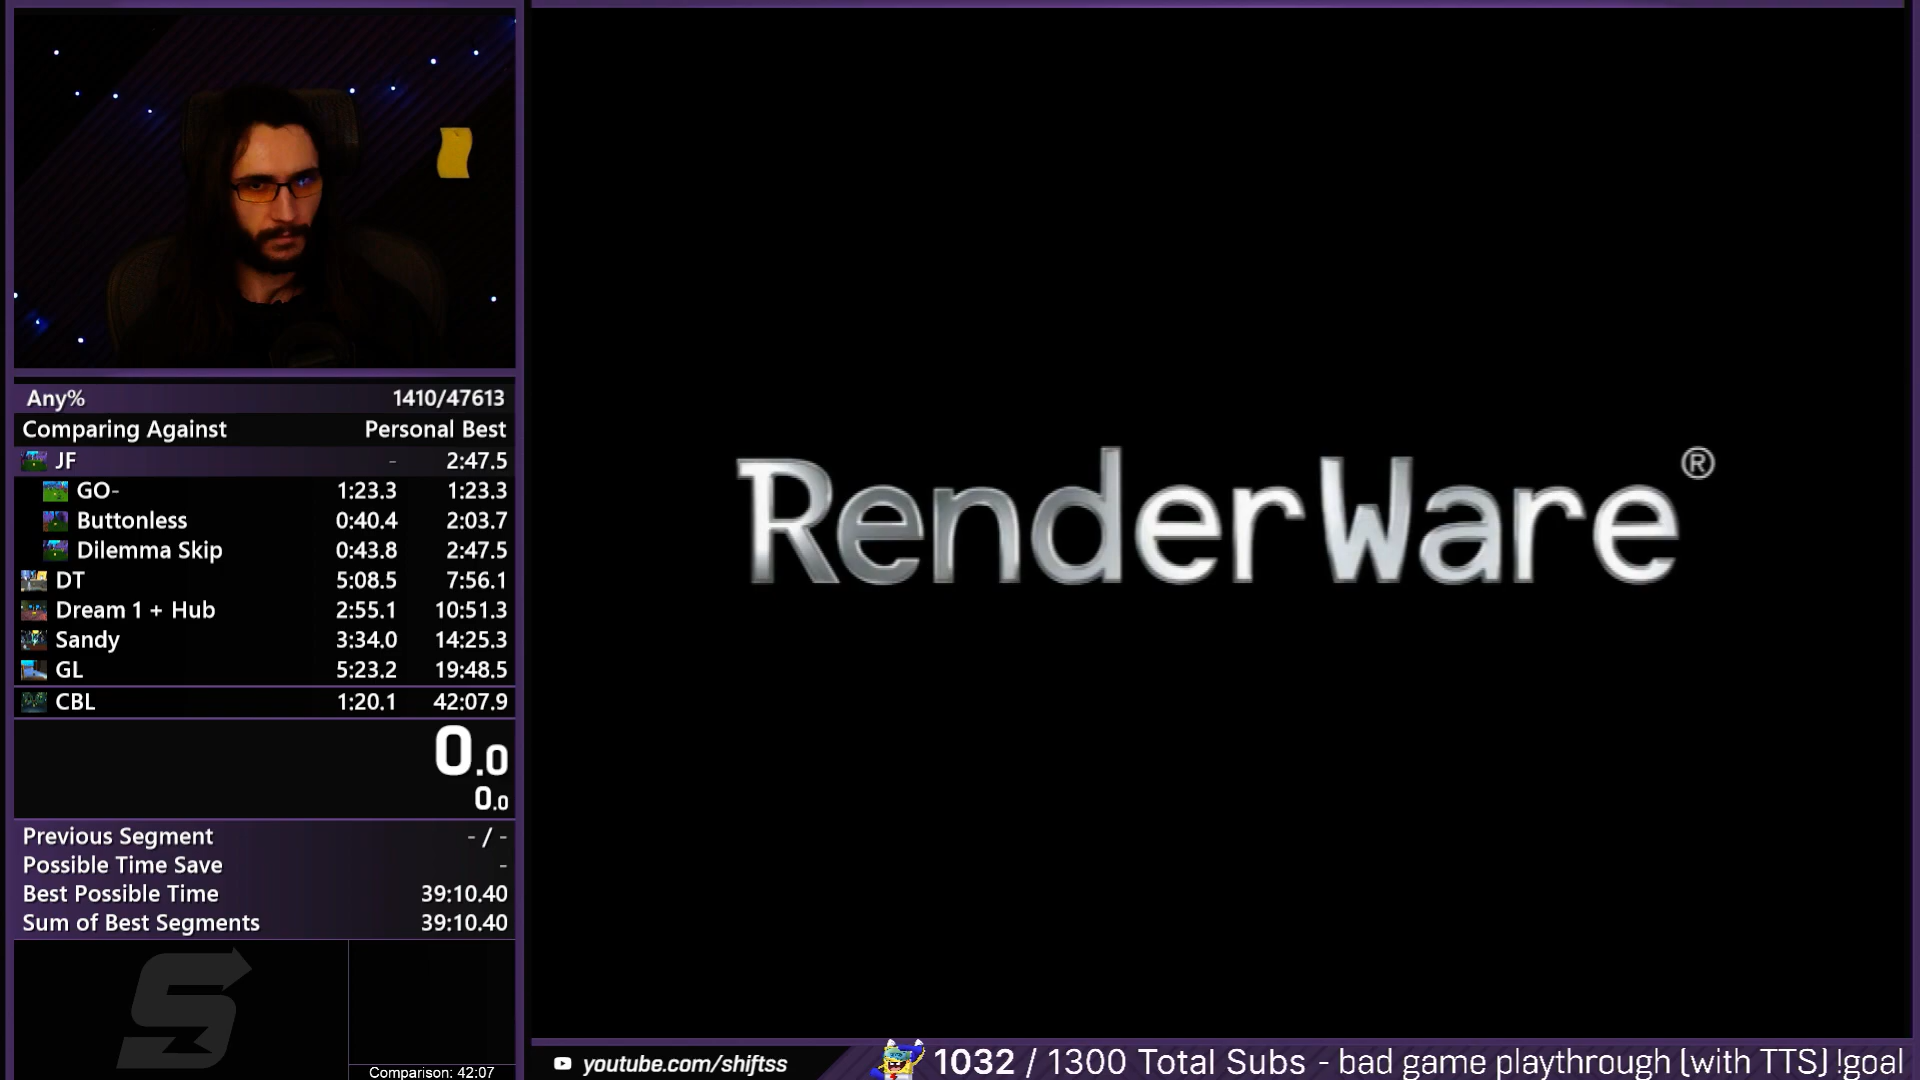 Any% 1410/47613
Comparing Against Personal Best
JF - 2:47.5
GO- 1:23.3 1:23.3
Buttonless 0:40.4 2:03.7
Dilemma Skip 0:43.8 2:47.5
DT 5:08.5 7:56.1
Dream 1 + Hub 2:55.1 10:51.3
Sandy 3:34.0 14:25.3
GL 5:23.2 19:48.5
CBL 1:20.1 42:07.9
0.0
0.0
Previous Segment - / -
Possible Time Save -
Best Possible Time 39:10.40
Sum of Best Segments 39:10.40
Comparison: 42:07
RenderWare®
youtube.com/shiftss
1032 / 1300 Total Subs - bad game playthrough (with TTS) !goal